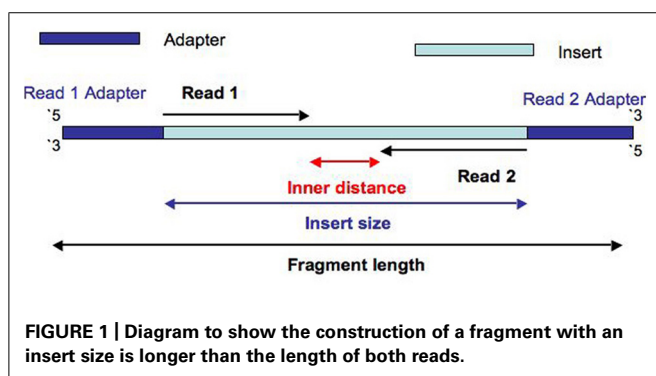 Adapter
Insert
Read 1 Adapter
Read 1
Read 2 Adapter
`5
`3
`3
`5
Read 2
Inner distance
Insert size
Fragment length
FIGURE 1 | Diagram to show the construction of a fragment with an
insert size is longer than the length of both reads.